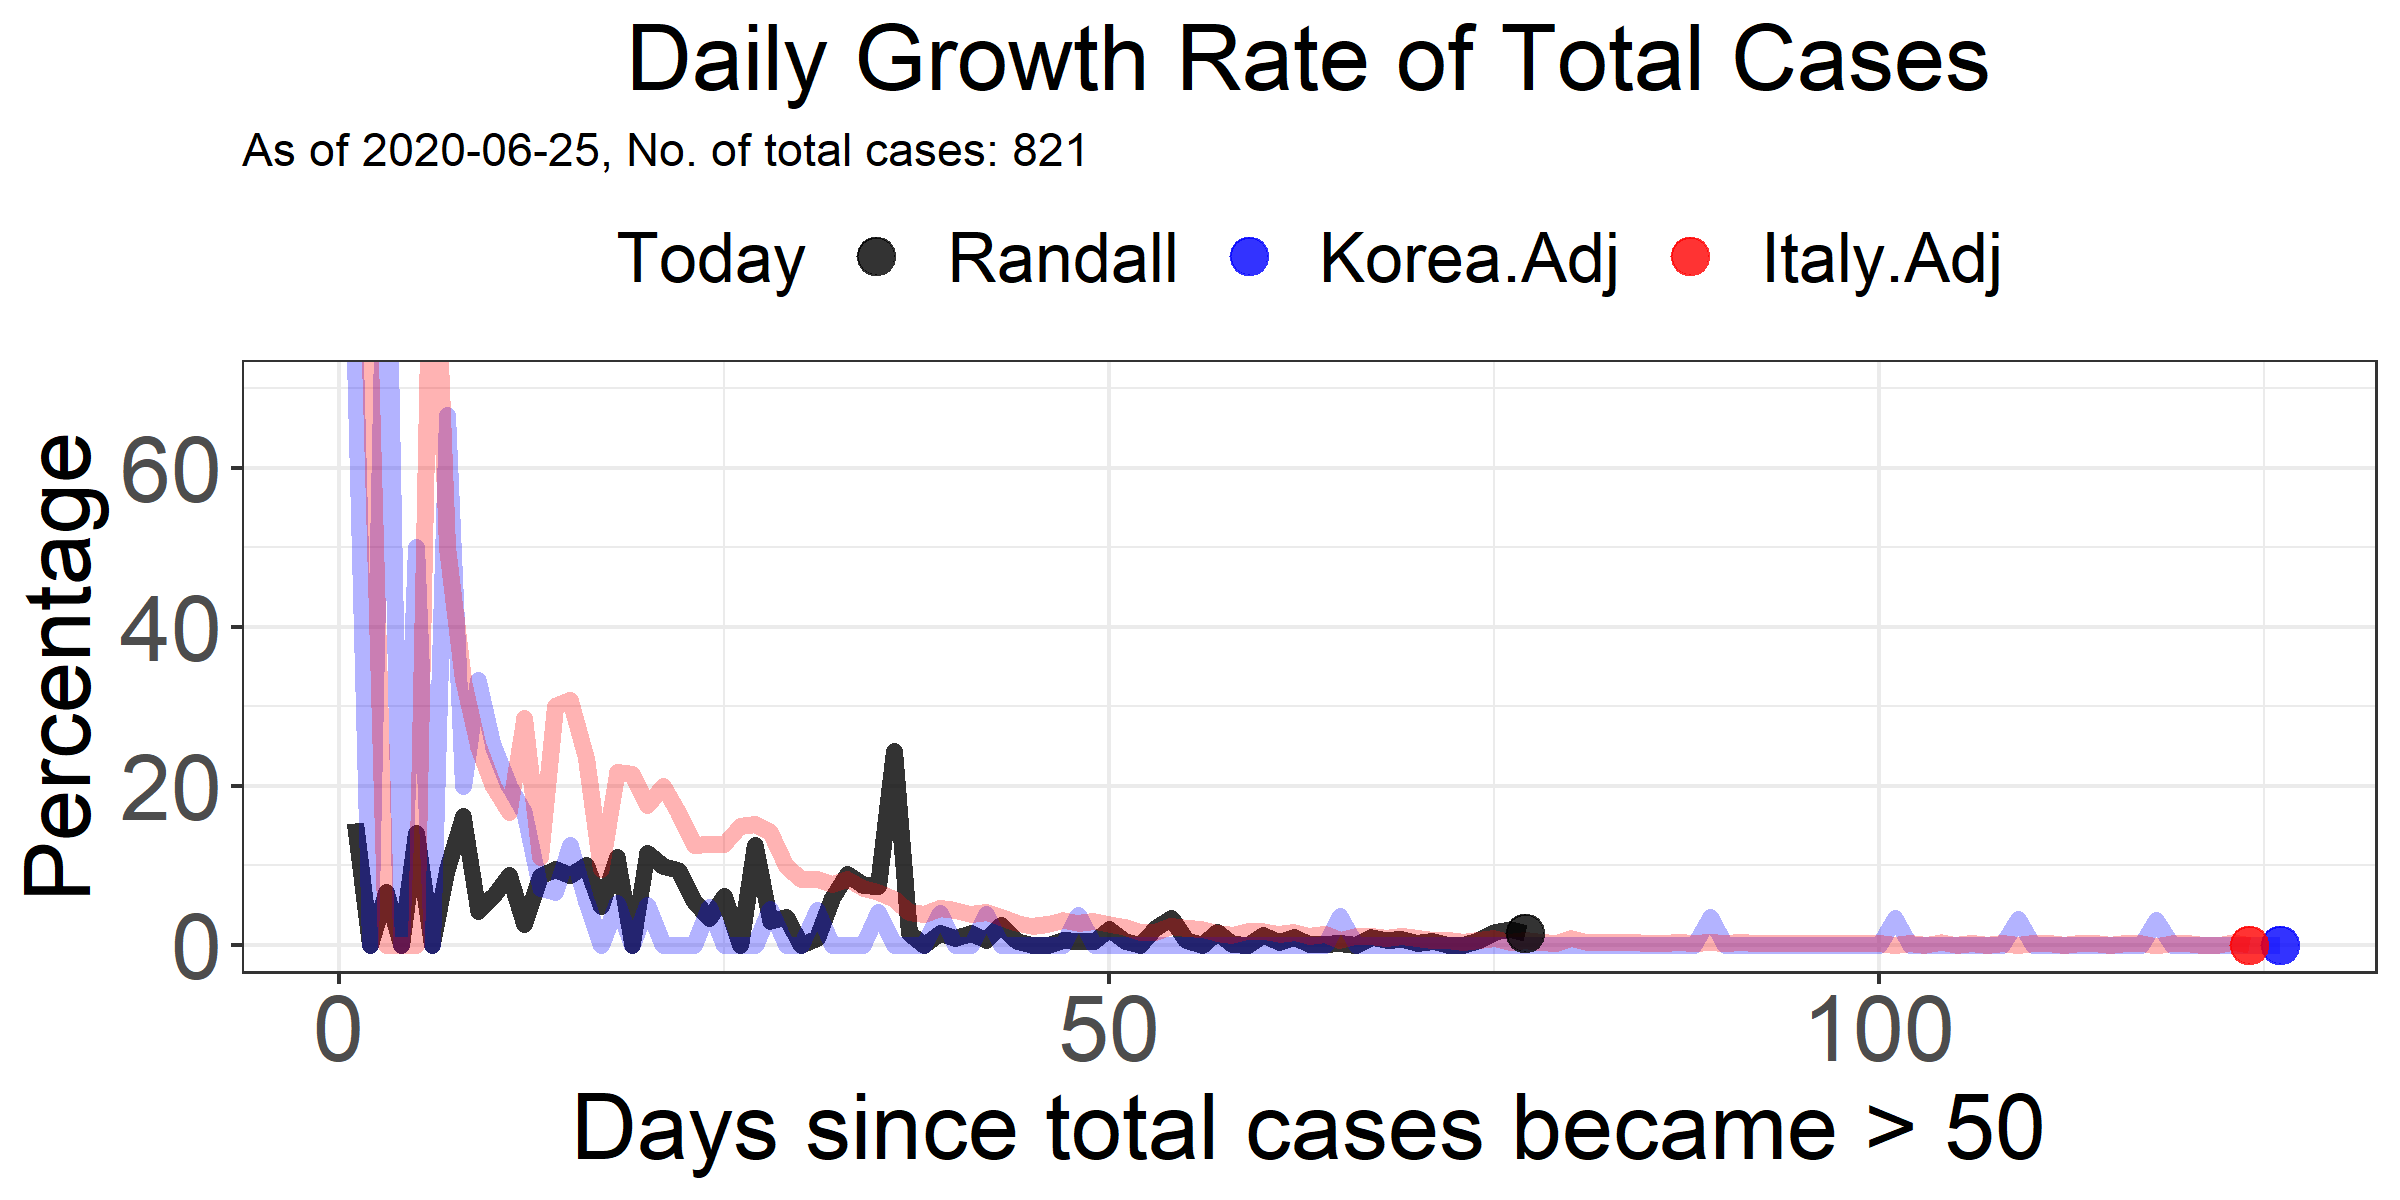 Daily Growth Rate of Total Cases
As of 2020-06-25, No. of total cases: 821
Today Randall Korea.Adj Italy.Adj
Percentage
60
40
20
0
0 50 100
Days since total cases became > 50